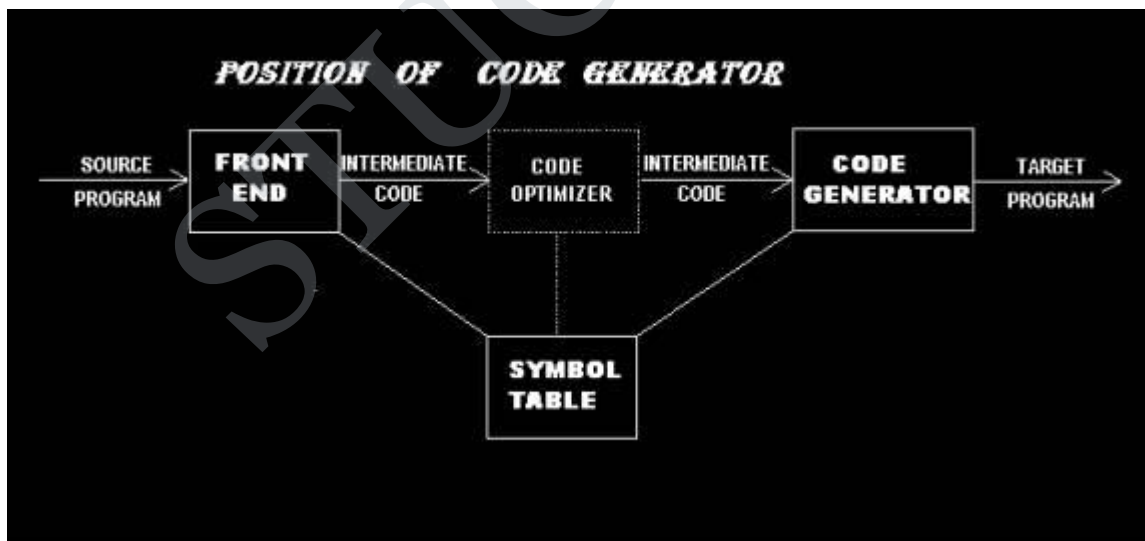 POSITION OF CODE GENERATOR
SOURCE
PROGRAM
FRONT
END
INTERMEDIATE
CODE
CODE
OPTIMIZER
INTERMEDIATE
CODE
CODE
GENERATOR
TARGET
PROGRAM
SYMBOL
TABLE